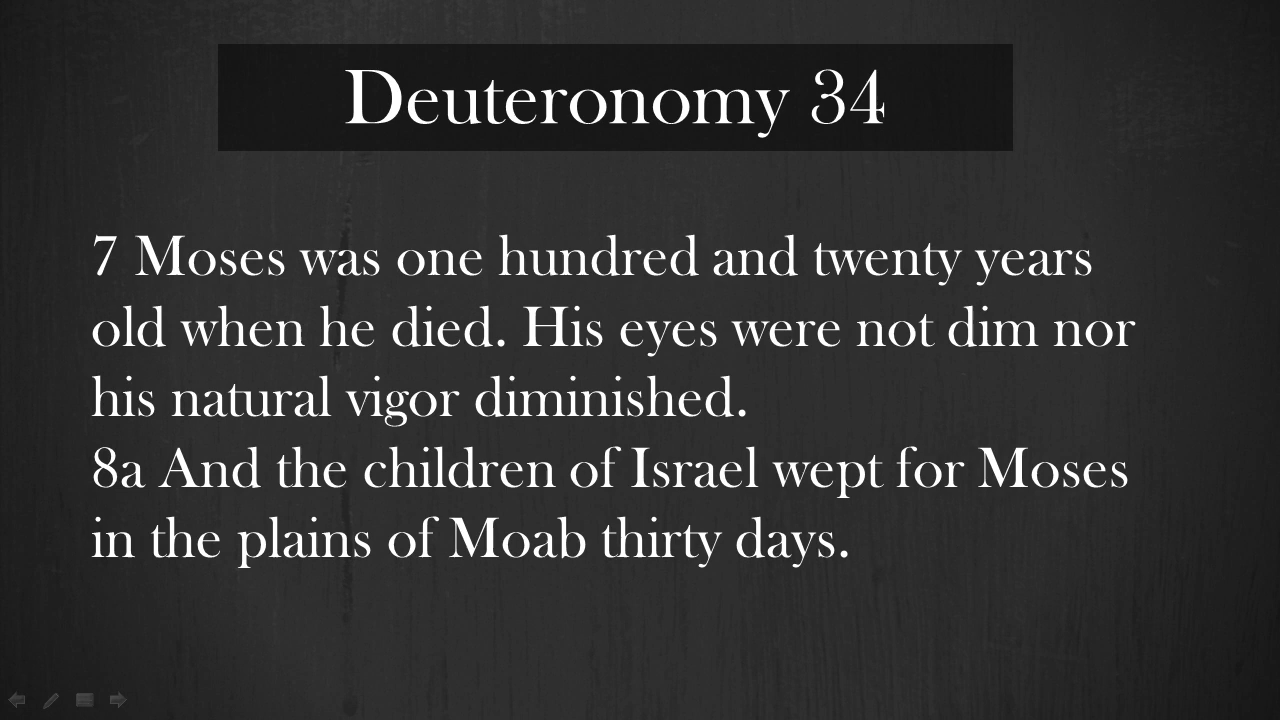 Deuteronomy 34
7 Moses was one hundred and twenty years
old when he died. His eyes were not dim nor
his natural vigor diminished.
8a And the children of Israel wept for Moses
in the plains of Moab thirty days.